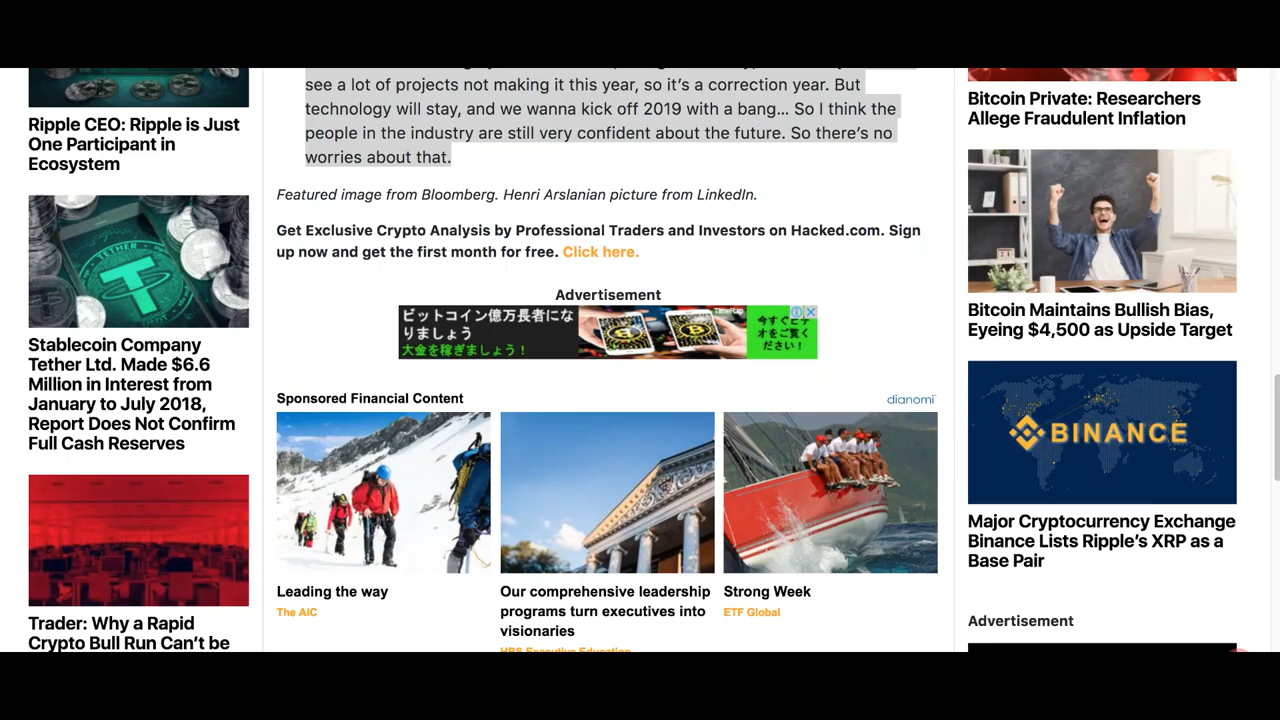 Ripple CEO: Ripple is Just
One Participant in
Ecosystem
TETHER
Stablecoin Company
Tether Ltd. Made $6.6
Million in Interest from
January to July 2018,
Report Does Not Confirm
Full Cash Reserves
Trader: Why a Rapid
Crypto Bull Run Can’t be
see a lot of projects not making it this year, so it’s a correction year. But
technology will stay, and we wanna kick off 2019 with a bang… So I think the
people in the industry are still very confident about the future. So there’s no
worries about that.
Featured image from Bloomberg. Henri Arslanian picture from LinkedIn.
Get Exclusive Crypto Analysis by Professional Traders and Investors on Hacked.com. Sign
up now and get the first month for free. Click here.
Advertisement
ビットコイン億万長者にな
りましょう
大金を稼ぎましょう！
TimeRap
今すぐビデ
オをご覧く
ださい！
Sponsored Financial Content
dianomi
Leading the way
The AIC
Our comprehensive leadership
programs turn executives into
visionaries
HBS Executive Education
Strong Week
ETF Global
Bitcoin Private: Researchers
Allege Fraudulent Inflation
Bitcoin Maintains Bullish Bias,
Eyeing $4,500 as Upside Target
BINANCE
Major Cryptocurrency Exchange
Binance Lists Ripple’s XRP as a
Base Pair
Advertisement